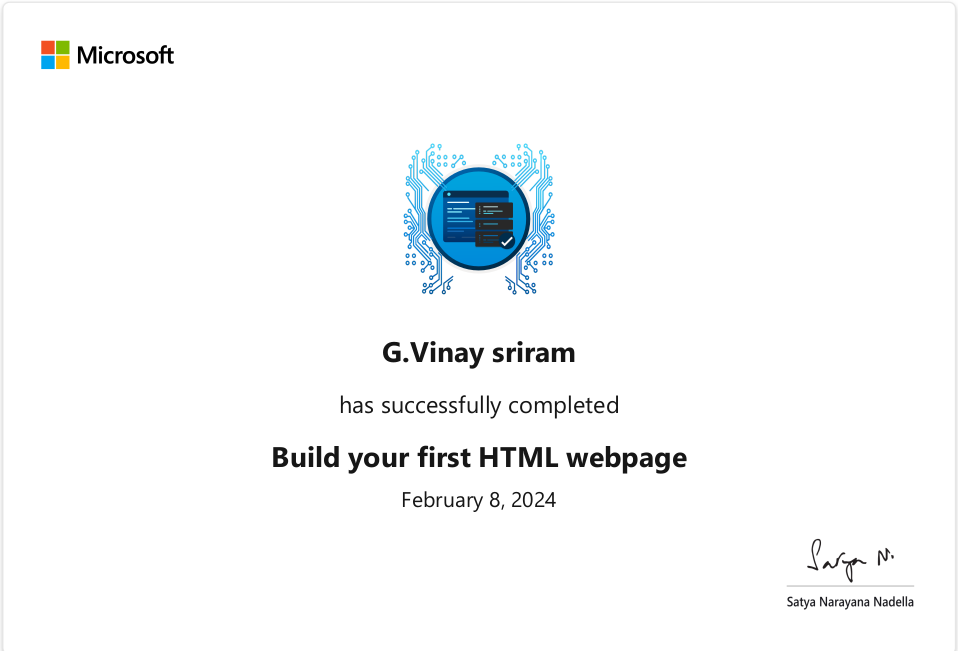 Microsoft
G.Vinay sriram
has successfully completed
Build your first HTML webpage
February 8, 2024
Satya N.
Satya Narayana Nadella